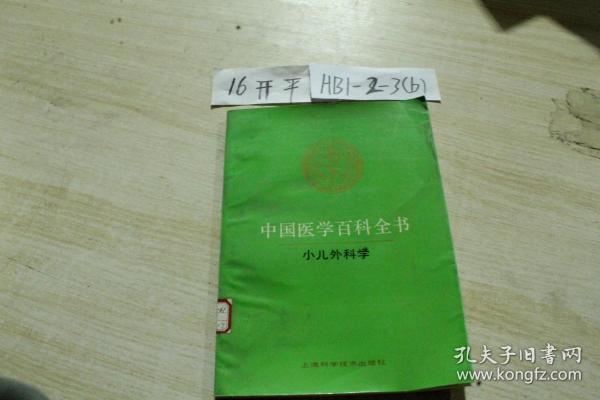 16开平
HB1-2-3(b)
中国医学百科全书
小儿外科学
上海科学技术出版社
孔夫子旧書网
www.kongfz.com